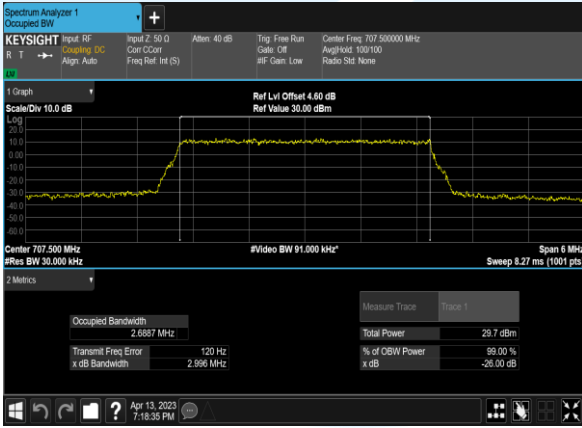 Spectrum Analyzer 1
Occupied BW
KEYSIGHT
Input: RF
Input Z: 50 Ω
Atten: 40 dB
Trig: Free Run
Center Freq: 707.500000 MHz
R T
Coupling: DC
Corr CCorr
Gate: Off
Avg|Hold: 100/100
Align: Auto
Freq Ref: Int (S)
#IF Gain: Low
Radio Std: None
LXI
1 Graph
Ref Lvl Offset 4.60 dB
Scale/Div 10.0 dB
Ref Value 30.00 dBm
Log
20.0
10.0
0.00
-10.0
-20.0
-30.0
-40.0
-50.0
-60.0
Center 707.500 MHz
#Video BW 91.000 kHz*
Span 6 MHz
#Res BW 30.000 kHz
Sweep 8.27 ms (1001 pts
2 Metrics
Measure Trace
Trace 1
Occupied Bandwidth
2.6887 MHz
Total Power
29.7 dBm
Transmit Freq Error
120 Hz
% of OBW Power
99.00 %
x dB Bandwidth
2.996 MHz
x dB
-26.00 dB
?
Apr 13, 2023
7:18:35 PM